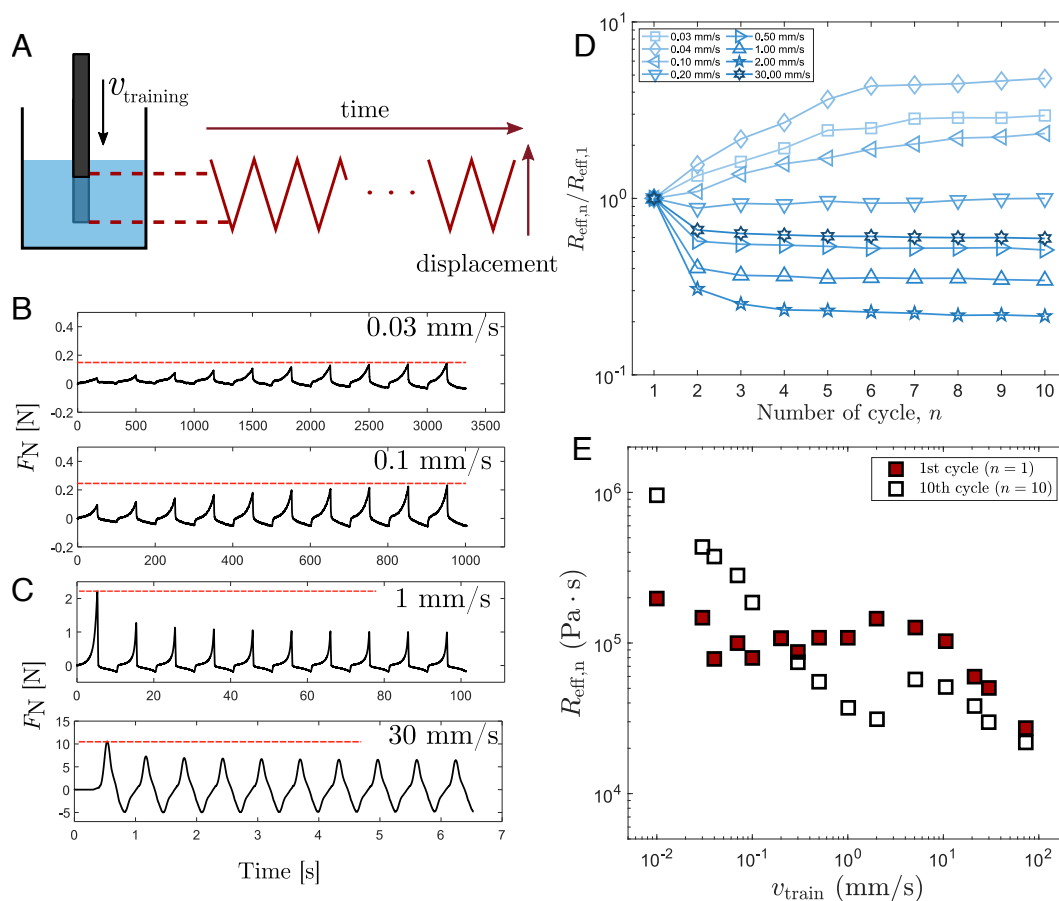 A
v_training
time
. . .
displacement
B
0.03 mm/s
0.4
0.2
0
-0.2
0 500 1000 1500 2000 2500 3000 3500
0.1 mm/s
0.4
0.2
0
-0.2
0 200 400 600 800 1000
F_N [N]
C
1 mm/s
2
1
0
0 20 40 60 80 100
30 mm/s
15
10
5
0
-5
0 1 2 3 4 5 6 7
F_N [N]
Time [s]
D
0.03 mm/s 0.50 mm/s
0.04 mm/s 1.00 mm/s
0.10 mm/s 2.00 mm/s
0.20 mm/s 30.00 mm/s
10^1
10^0
10^-1
R_eff,n/R_eff,1
1 2 3 4 5 6 7 8 9 10
Number of cycle, n
E
1st cycle (n = 1)
10th cycle (n = 10)
10^6
10^5
10^4
R_eff,n (Pa · s)
10^-2 10^-1 10^0 10^1 10^2
v_train (mm/s)